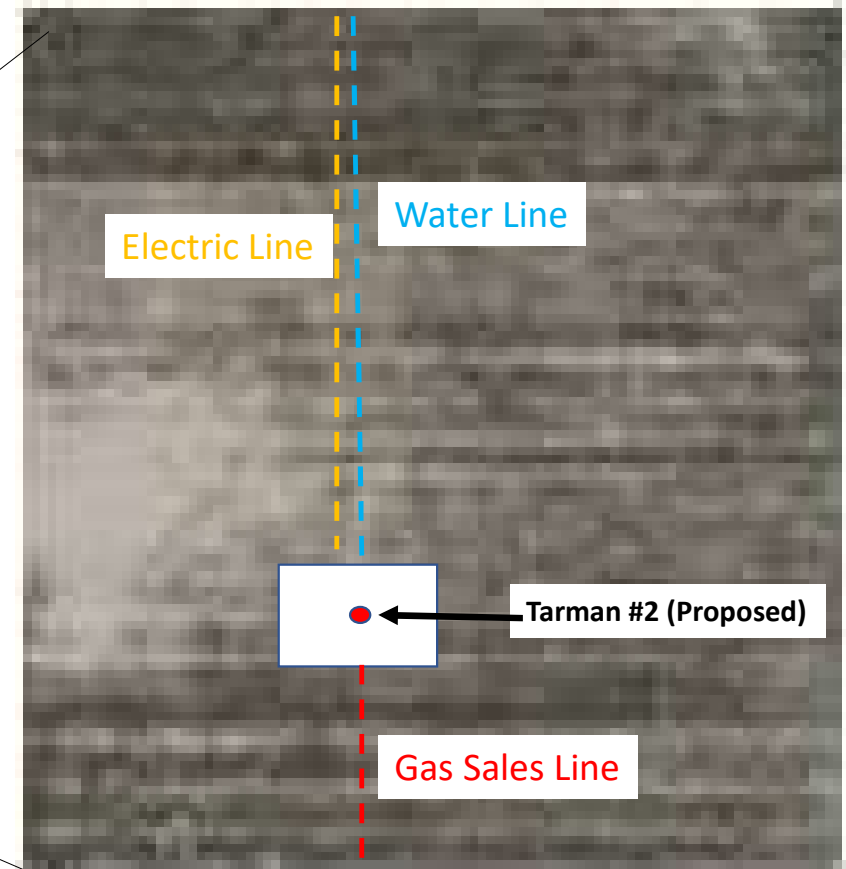 Water Line
Electric Line
Tarman #2 (Proposed)
Gas Sales Line